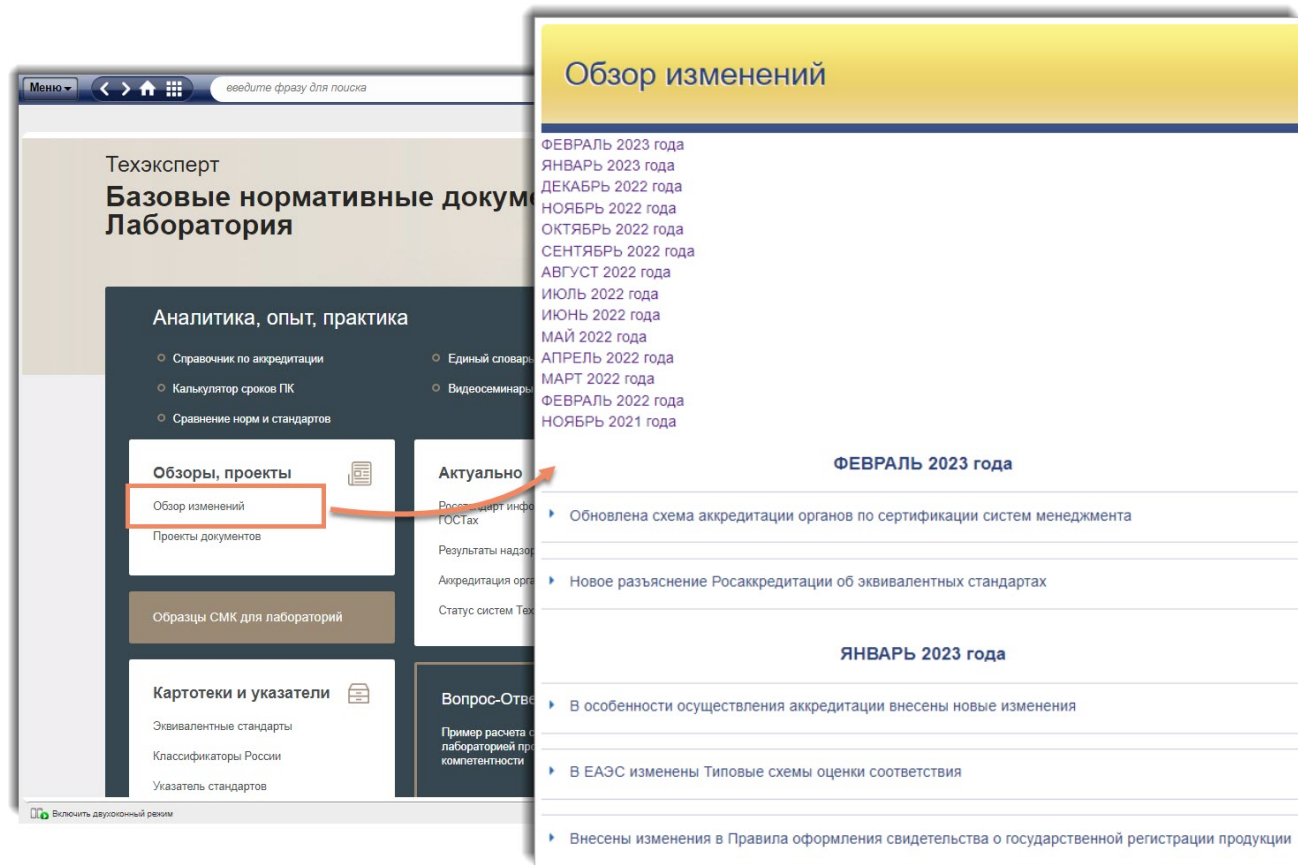 Меню
введите фразу для поиска
Техэксперт
Базовые нормативные
Лаборатория
Аналитика, опыт, практика
Справочник по аккредитации
Единый словарь
Калькулятор сроков ПК
Видеосеминары
Сравнение норм и стандартов
Обзоры, проекты
Обзор изменений
Проекты документов
Актуально
Росстандарт
ГОСТах
Результаты
Аккредитация
Статус систем
Образцы СМК для лабораторий
Картотеки и указатели
Эквивалентные стандарты
Классификаторы России
Указатель стандартов
Пример расчета
лабораторией
компетентности
Включить двухоконный режим
Обзор изменений
ФЕВРАЛЬ 2023 года
ЯНВАРЬ 2023 года
ДЕКАБРЬ 2022 года
НОЯБРЬ 2022 года
ОКТЯБРЬ 2022 года
СЕНТЯБРЬ 2022 года
АВГУСТ 2022 года
ИЮЛЬ 2022 года
ИЮНЬ 2022 года
МАЙ 2022 года
АПРЕЛЬ 2022 года
МАРТ 2022 года
ФЕВРАЛЬ 2022 года
НОЯБРЬ 2021 года
ФЕВРАЛЬ 2023 года
Обновлена схема аккредитации органов по сертификации систем менеджмента
Новое разъяснение Росаккредитации об эквивалентных стандартах
ЯНВАРЬ 2023 года
В особенности осуществления аккредитации внесены новые изменения
В ЕАЭС изменены Типовые схемы оценки соответствия
Внесены изменения в Правила оформления свидетельства о государственной регистрации продукции